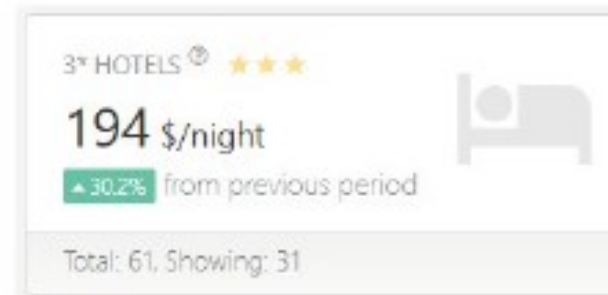 3* HOTELS ?
194 $/night
30.2% from previous period
Total: 61, Showing: 31